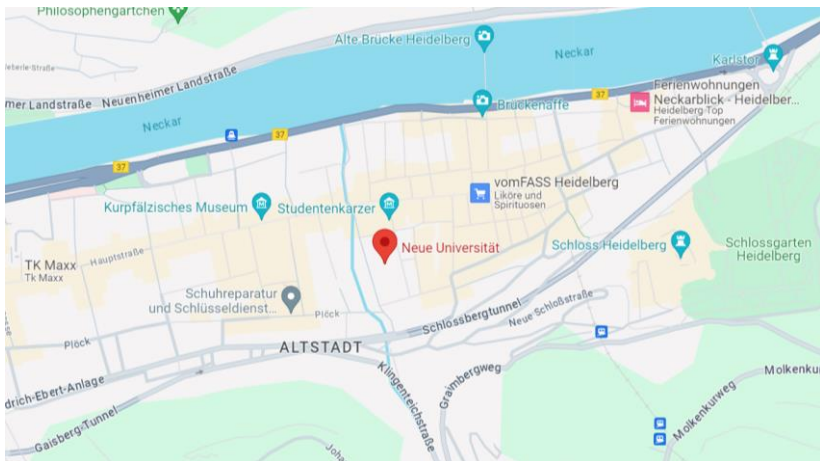 Philosophengärtchen
Alte Brücke Heidelberg
Neckar
Karlstor
Neuenheimer Landstraße
mer Landstraße
Ferienwohnungen
Neckarblick - Heidelber...
Heidelberg Top
Ferienwohnungen
37
Brückenaffe
Neckar
37
37
vomFASS Heidelberg
Liköre und
Spirituosen
Kurpfälzisches Museum
Studentenkarzer
Neue Universität
Schloss Heidelberg
Schlossgarten
Heidelberg
Hauptstraße
TK Maxx
Tk Maxx
Schuhreparatur
und Schlüsseldienst...
Plöck
Schlossbergtunnel
Neue Schloßstraße
Plöck
ALTSTADT
drich-Ebert-Anlage
Klingenteichstraße
Graimbergweg
Molkenkur
Molkenkurweg
Gaisberg-Tunnel